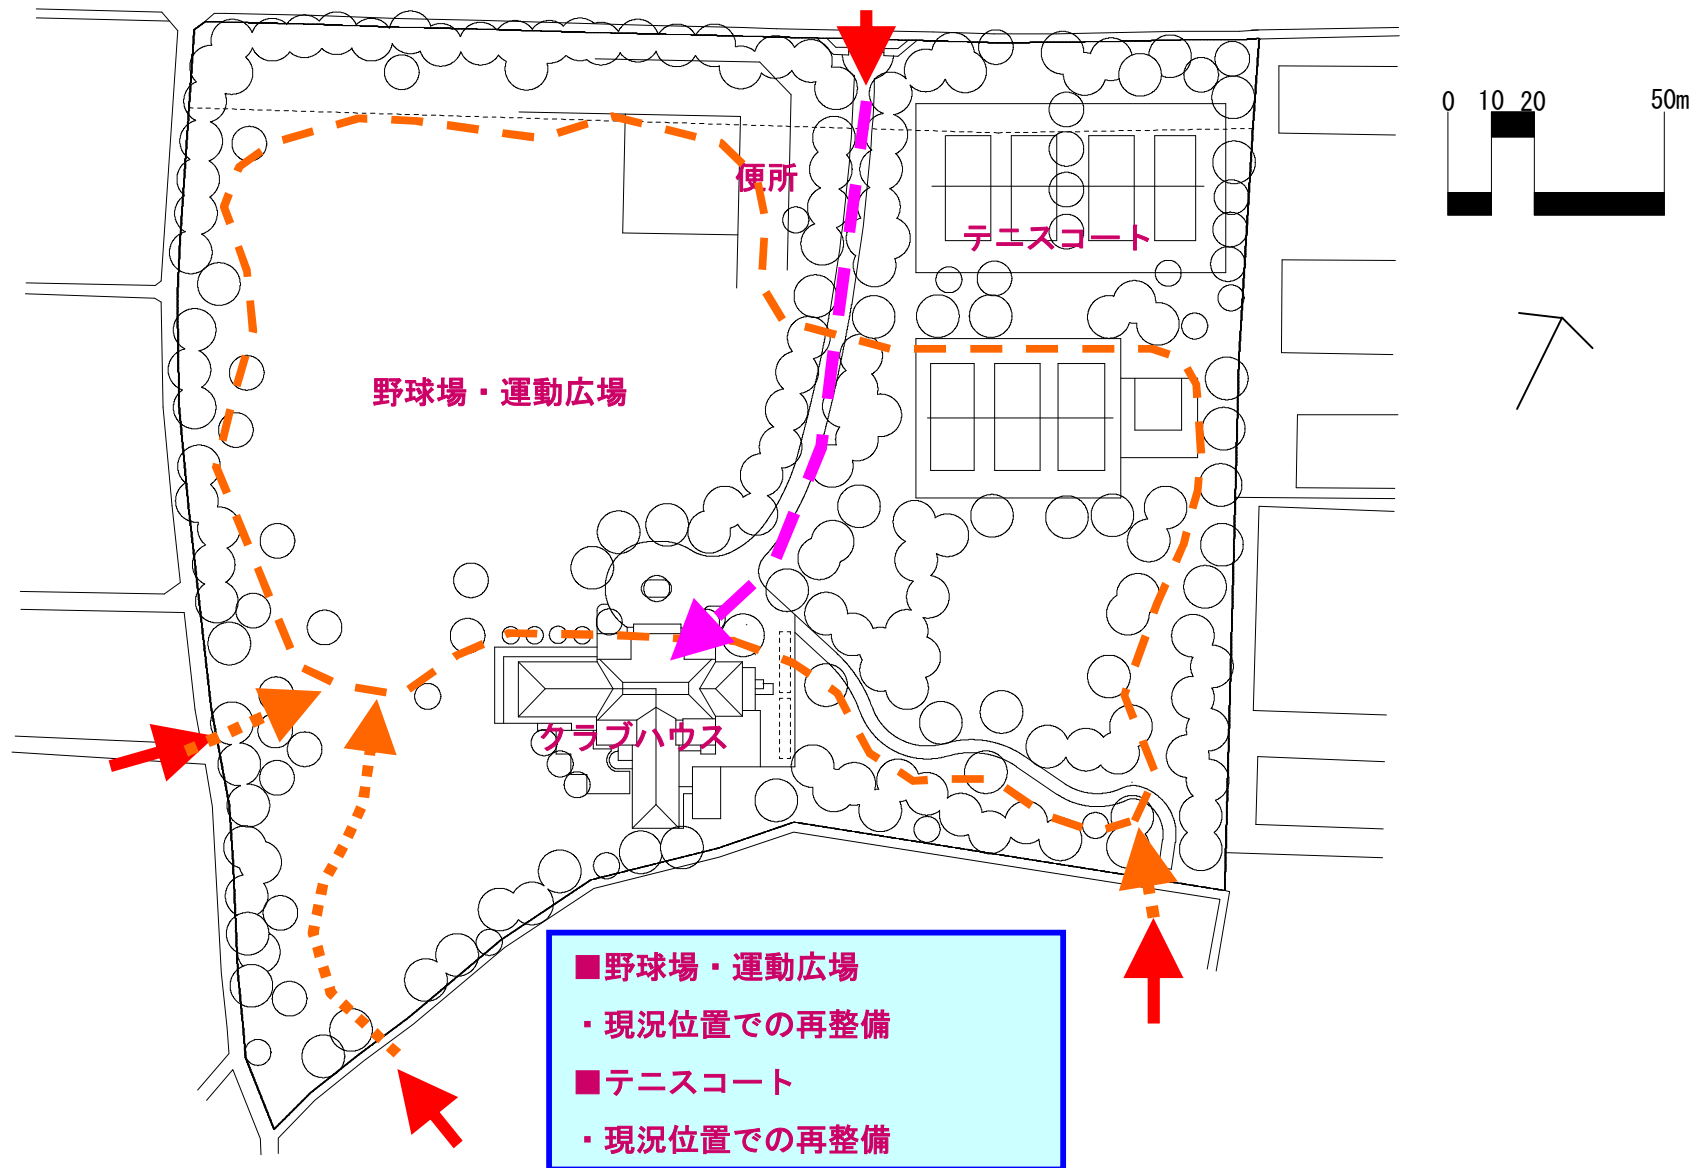 0 10 20 50m
便所
テニスコート
野球場・運動広場
クラブハウス
■野球場・運動広場
・現況位置での再整備
■テニスコート
・現況位置での再整備